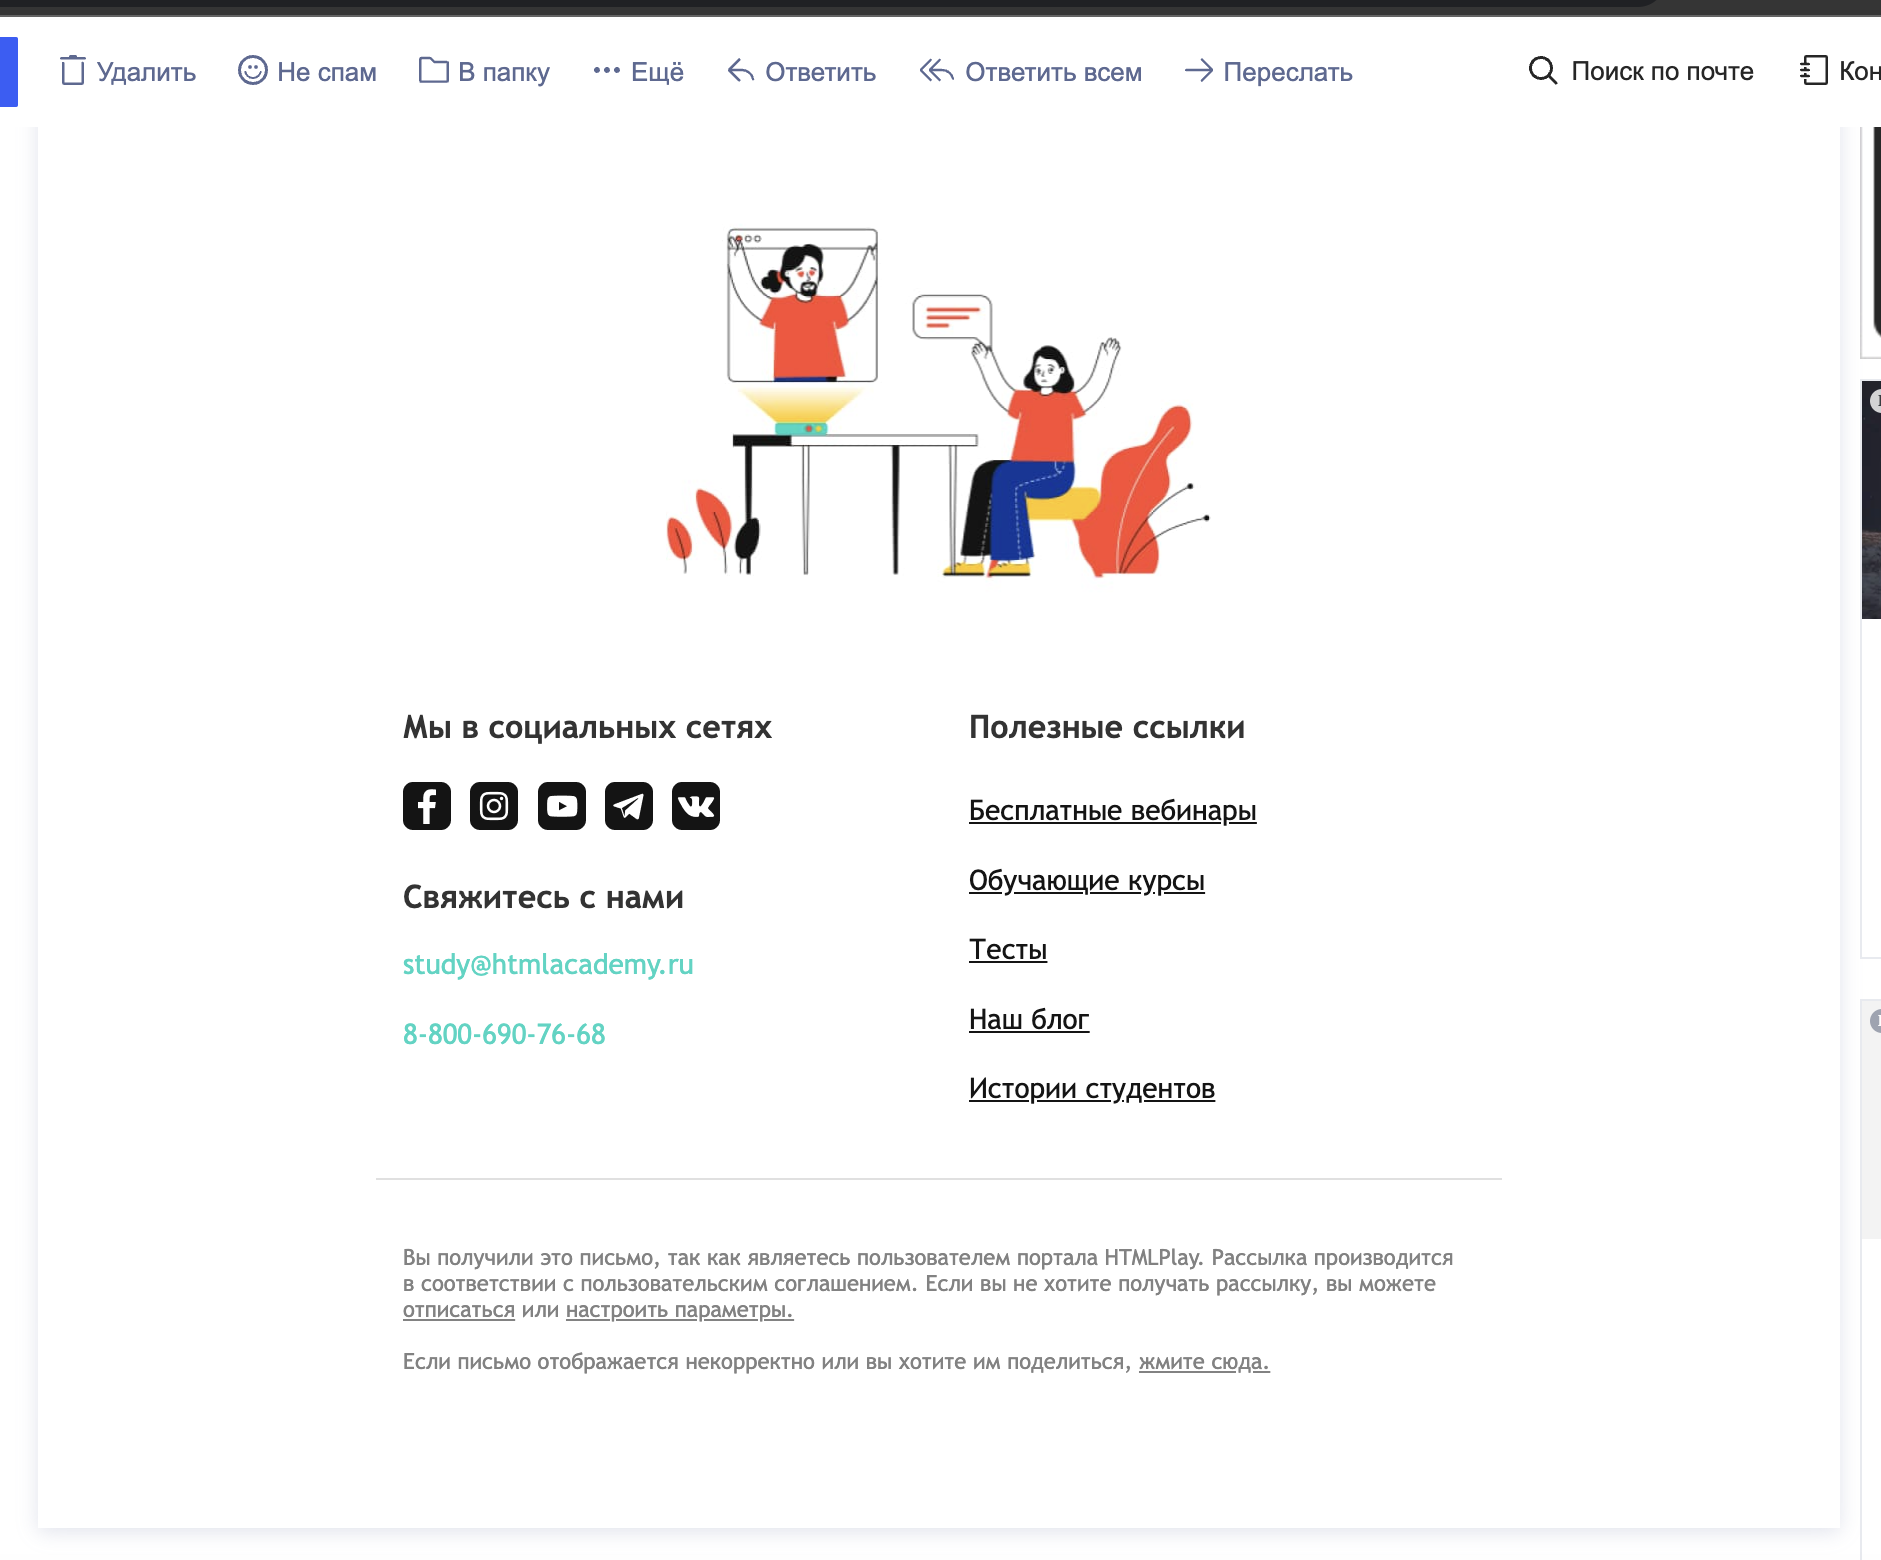 Удалить Не спам В папку Ещё Ответить Ответить всем Переслать Поиск по почте
Мы в социальных сетях
Свяжитесь с нами
study@htmlacademy.ru
8-800-690-76-68
Полезные ссылки
Бесплатные вебинары
Обучающие курсы
Тесты
Наш блог
Истории студентов
Вы получили это письмо, так как являетесь пользователем портала HTMLPlay. Рассылка производится
в соответствии с пользовательским соглашением. Если вы не хотите получать рассылку, вы можете
отписаться или настроить параметры.
Если письмо отображается некорректно или вы хотите им поделиться, жмите сюда.